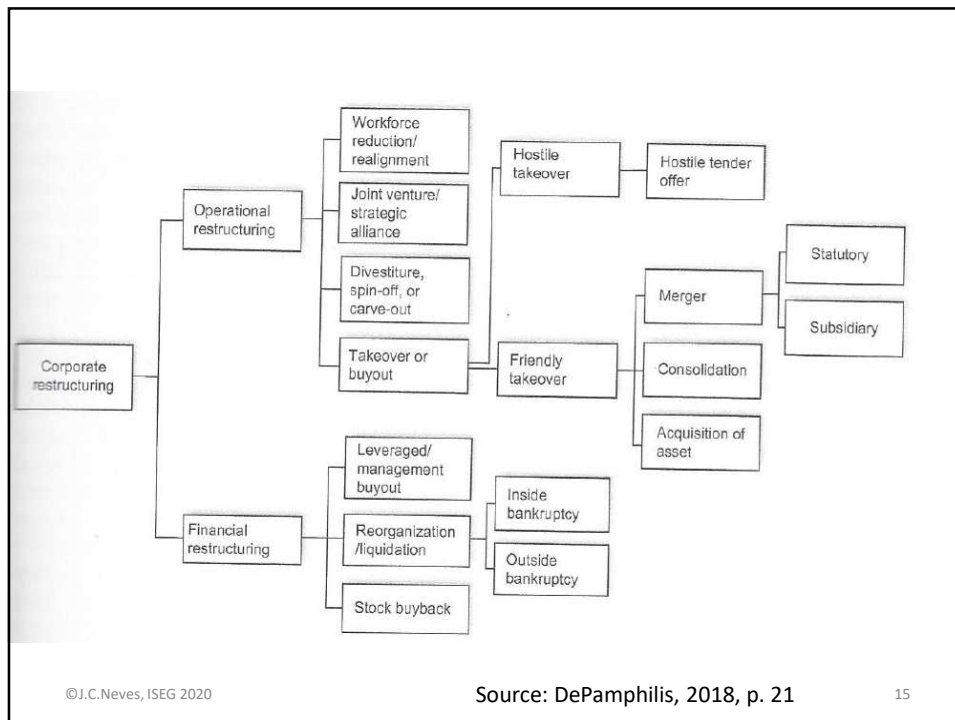 Corporate
restructuring
Operational
restructuring
Workforce
reduction/
realignment
Joint venture/
strategic
alliance
Divestiture,
spin-off, or
carve-out
Takeover or
buyout
Hostile
takeover
Hostile tender
offer
Friendly
takeover
Merger
Statutory
Subsidiary
Consolidation
Acquisition of
asset
Financial
restructuring
Leveraged/
management
buyout
Reorganization
/liquidation
Inside
bankruptcy
Outside
bankruptcy
Stock buyback
©J.C.Neves, ISEG 2020
Source: DePamphilis, 2018, p. 21
15